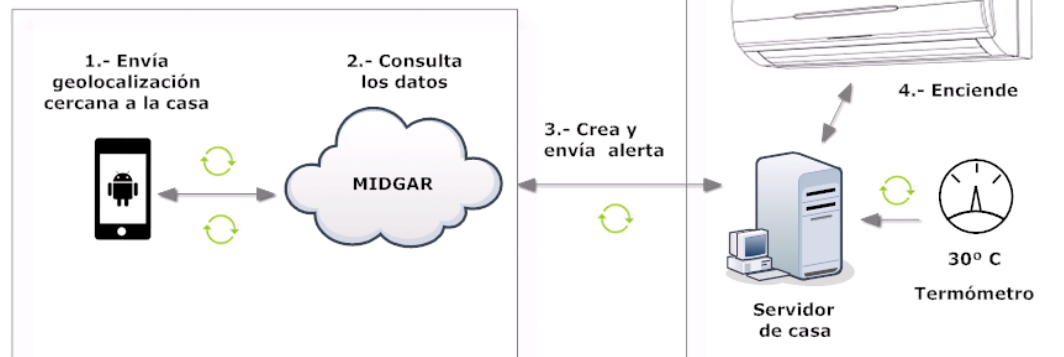 1.- Envía
geolocalización
cercana a la casa
2.- Consulta
los datos
MIDGAR
3.- Crea y
envía alerta
4.- Enciende
30º C
Termómetro
Servidor
de casa